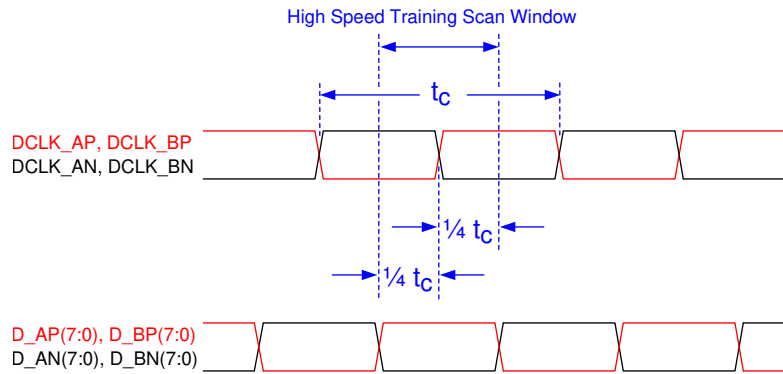 High Speed Training Scan Window
tc
DCLK_AP, DCLK_BP
DCLK_AN, DCLK_BN
¼ tc
¼ tc
D_AP(7:0), D_BP(7:0)
D_AN(7:0), D_BN(7:0)